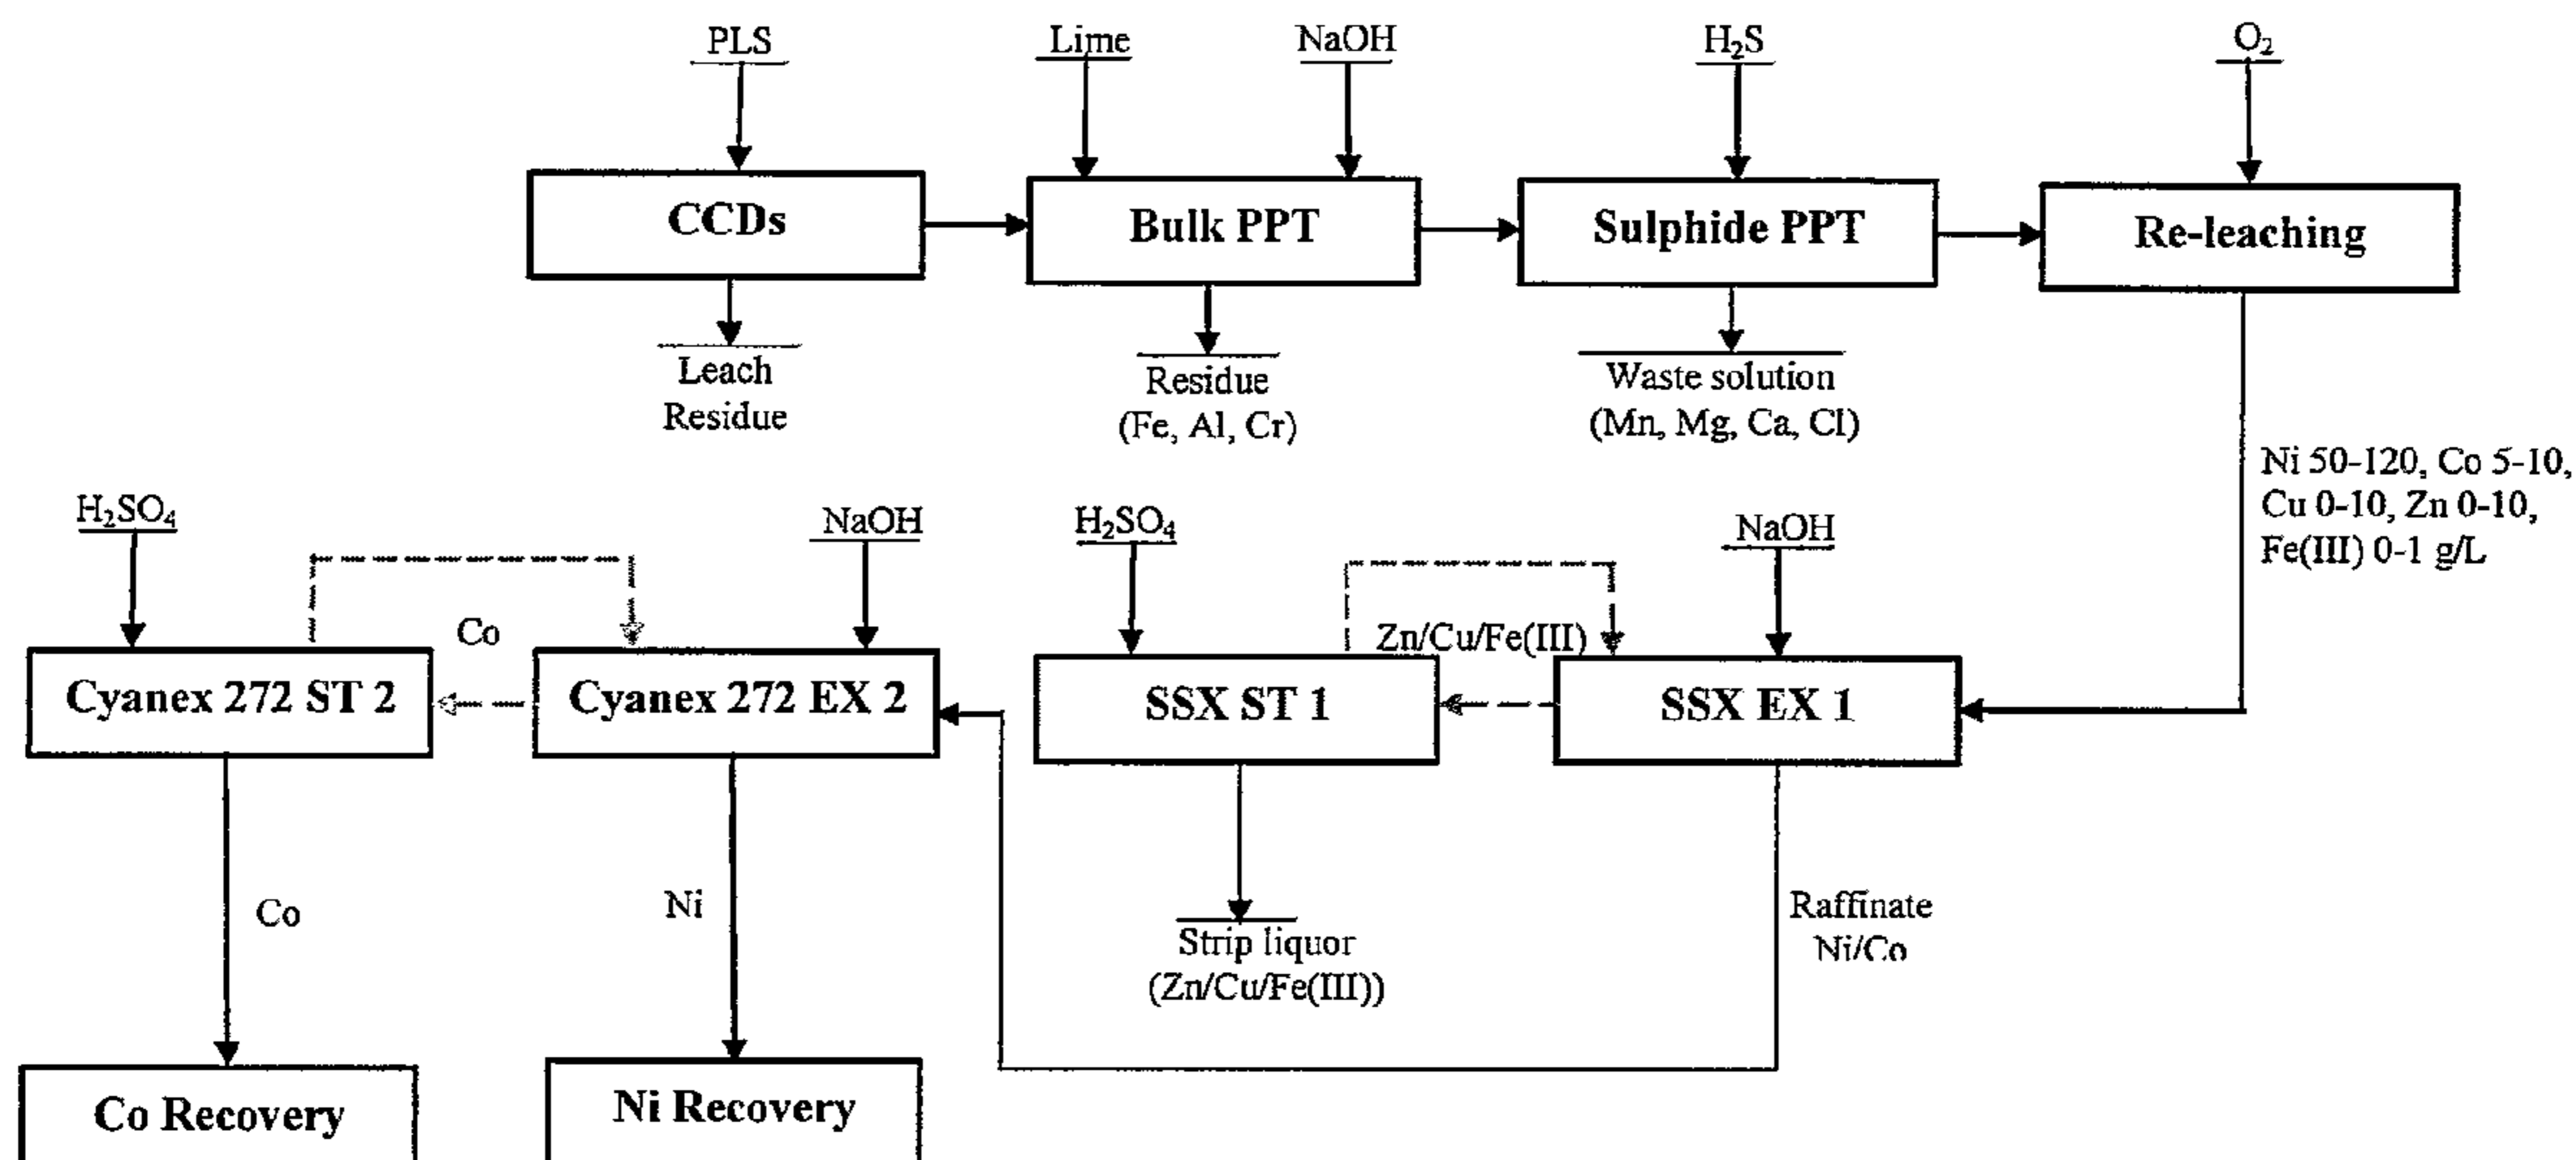 PLS
Lime
NaOH
H₂S
O₂
CCDs
Bulk PPT
Sulphide PPT
Re-leaching
Leach
Residue
Residue
(Fe, Al, Cr)
Waste solution
(Mn, Mg, Ca, Cl)
Ni 50-120, Co 5-10,
Cu 0-10, Zn 0-10,
Fe(III) 0-1 g/L
H₂SO₄
NaOH
H₂SO₄
NaOH
Co
Zn/Cu/Fe(III)
Cyanex 272 ST 2
Cyanex 272 EX 2
SSX ST 1
SSX EX 1
Co
Ni
Strip liquor
(Zn/Cu/Fe(III))
Raffinate
Ni/Co
Co Recovery
Ni Recovery